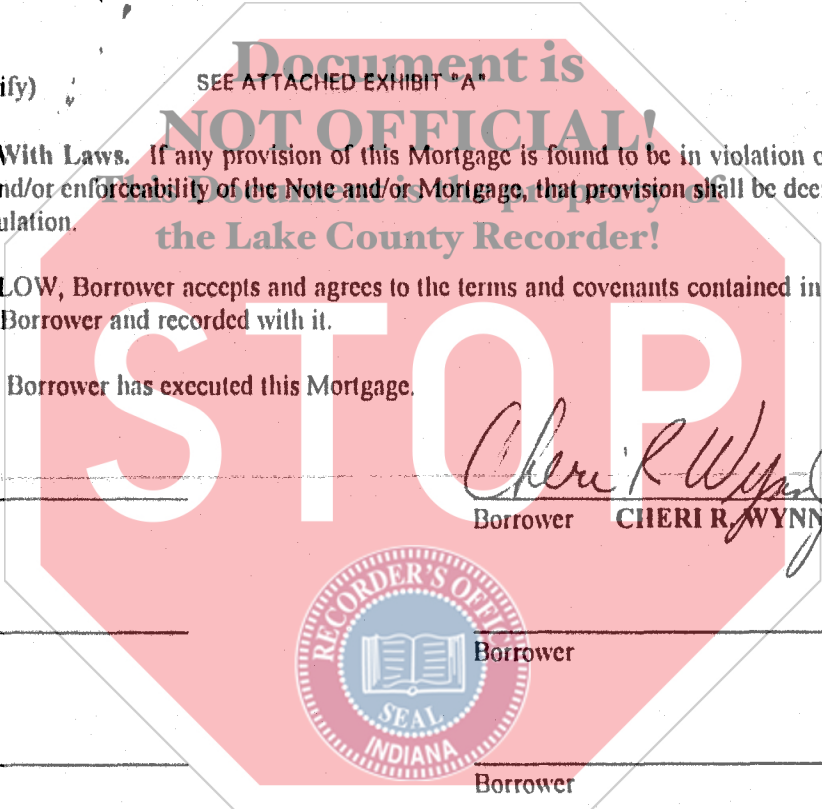 Document is
ify)
SEE ATTACHED EXHIBIT "A"
NOT OFFICIAL!
With Laws. If any provision of this Mortgage is found to be in violation
nd/or enforceability of the Note and/or Mortgage, that provision shall be dee
This Document is the property of
ulation.
the Lake County Recorder!
LOW, Borrower accepts and agrees to the terms and covenants contained in
Borrower and recorded with it.
STOP
Borrower has executed this Mortgage.
Cheri R Wynn
Borrower CHERI R. WYNN
RECORDER'S OFFIC
Borrower
SEAL
INDIANA
Borrower